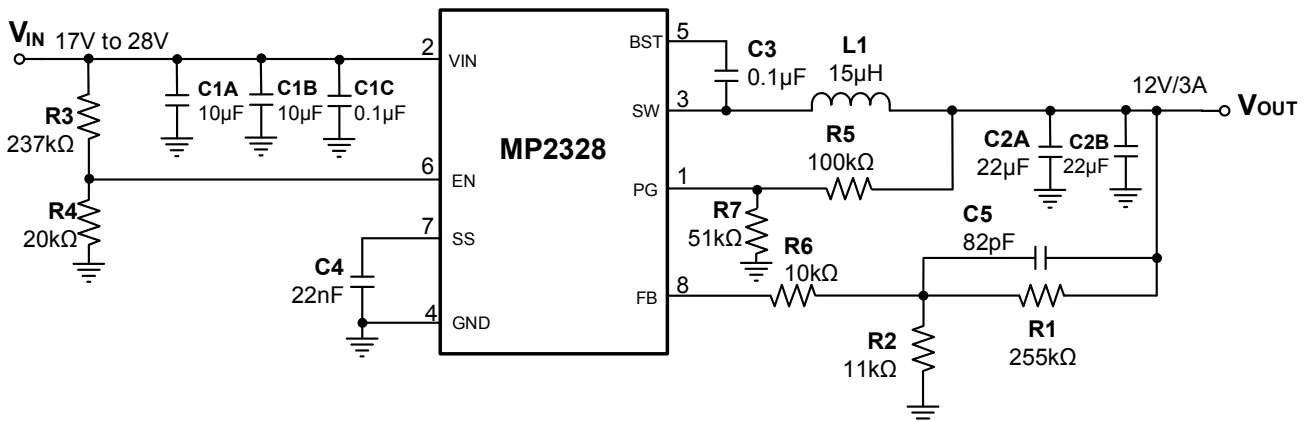 VIN 17V to 28V
R3
237kΩ
R4
20kΩ
C1A
10µF
C1B
10µF
C1C
0.1µF
C4
22nF
2
VIN
6
EN
7
SS
4
GND
MP2328
BST
5
SW
3
PG
1
FB
8
C3
0.1µF
L1
15µH
R5
100kΩ
R7
51kΩ
R6
10kΩ
R2
11kΩ
C5
82pF
R1
255kΩ
C2A
22µF
C2B
22µF
12V/3A
VOUT